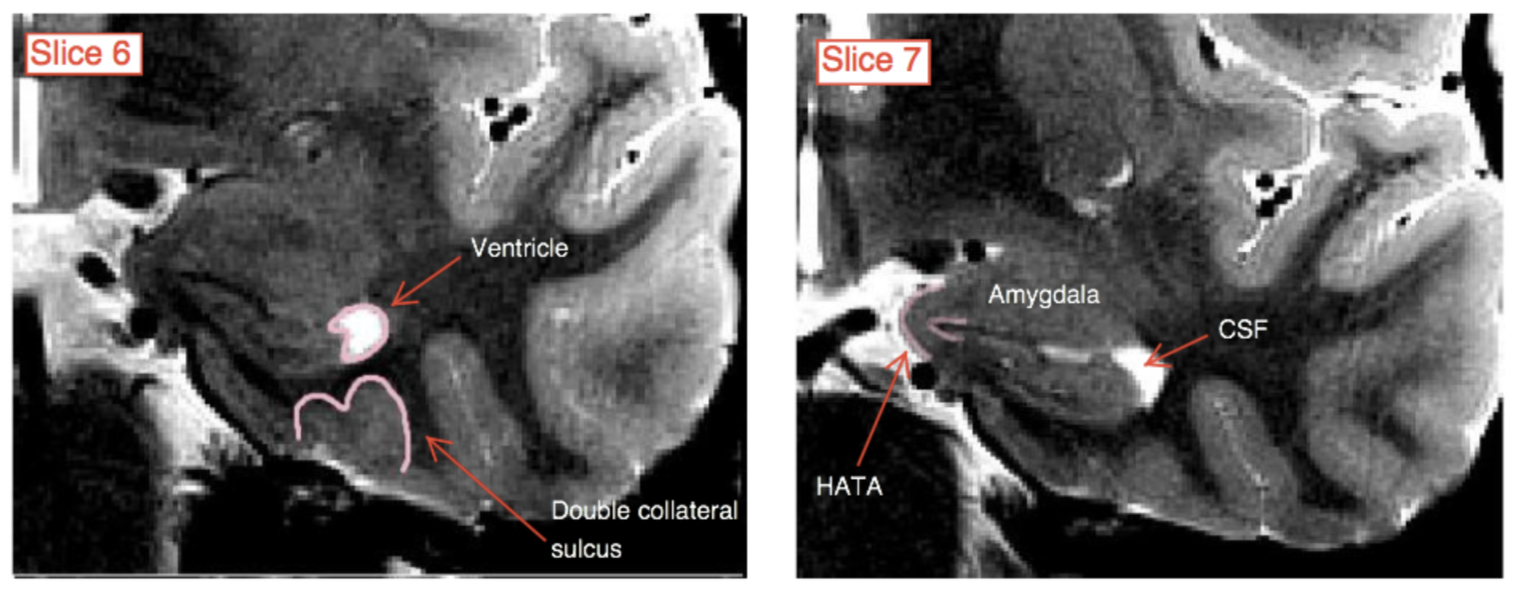 Slice 6
Ventricle
Double collateral
sulcus
Slice 7
Amygdala
CSF
HATA